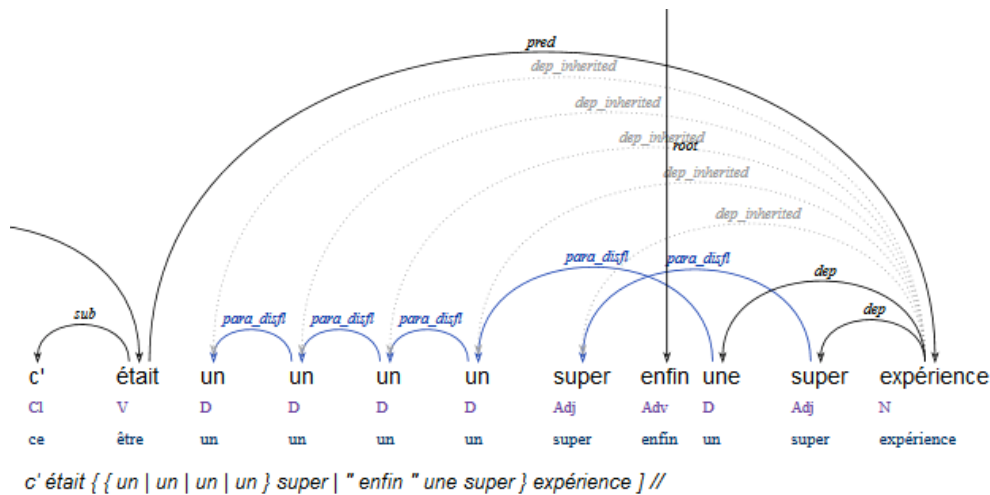 pred
dep_inherited
dep_inherited
dep_inherited
root
dep_inherited
dep_inherited
para_disfl para_disfl
dep
sub para_disfl para_disfl para_disfl dep
c' était un un un un super enfin une super expérience
Cl V D D D D Adj Adv D Adj N
ce être un un un un super enfin un super expérience
c' était { { un | un | un | un } super | " enfin " une super } expérience ] //